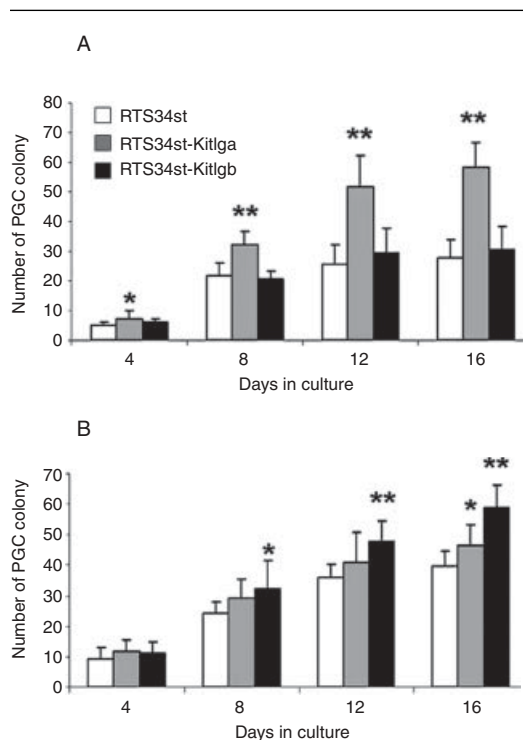 A
Number of PGC colony
80
70
60
50
40
30
20
10
0
RTS34st
RTS34st-Kitlga
RTS34st-Kitlgb
*
**
**
**
4 8 12 16
Days in culture
B
Number of PGC colony
70
60
50
40
30
20
10
0
*
**
*
**
4 8 12 16
Days in culture